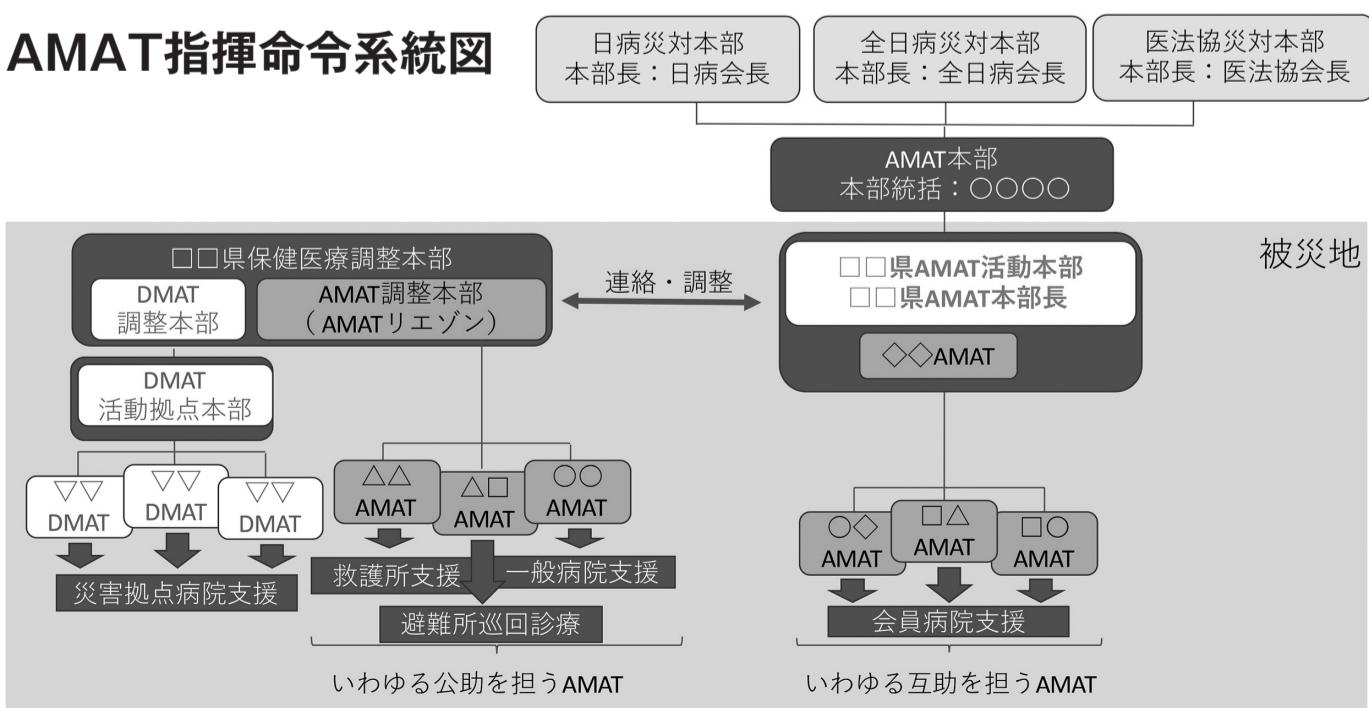 AMAT指揮命令系統図
日病災対本部
本部長：日病会長
全日病災対本部
本部長：全日病会長
医法協災対本部
本部長：医法協会長
AMAT本部
本部統括：○○○○
被災地
□□県保健医療調整本部
DMAT
調整本部
AMAT調整本部
（AMATリエゾン）
連絡・調整
□□県AMAT活動本部
□□県AMAT本部長
◇◇AMAT
DMAT
活動拠点本部
▽▽
DMAT
▽▽
DMAT
▽▽
DMAT
災害拠点病院支援
△△
AMAT
△□
AMAT
○○
AMAT
救護所支援
一般病院支援
避難所巡回診療
いわゆる公助を担うAMAT
○◇
AMAT
□△
AMAT
□○
AMAT
会員病院支援
いわゆる互助を担うAMAT